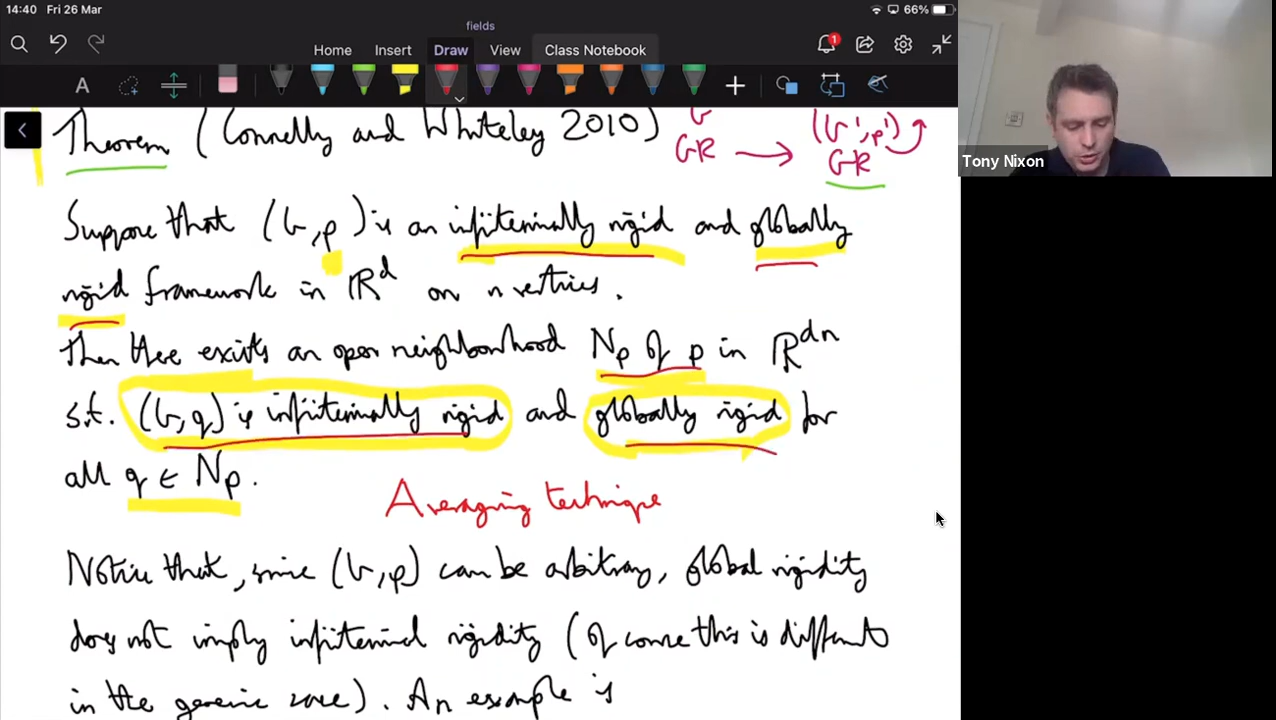 14:40 Fri 26 Mar
66%
fields
Home Insert Draw View Class Notebook
1
Theorem (Connelly and Whiteley 2010)
G
GR → (G',p')
GR
Suppose that (G,p) is an infinitesimally rigid and globally
rigid framework in ℝ^d on n vertices.
Then there exists an open neighbourhood N_p of p in ℝ^{dn}
s.t. (G,q) is infinitesimally rigid and globally rigid for
all q ∈ N_p.
Averaging technique
Notice that, since (G,p) can be arbitrary, global rigidity
does not imply infinitesimal rigidity (of course this is different
in the generic case). An example is
Tony Nixon